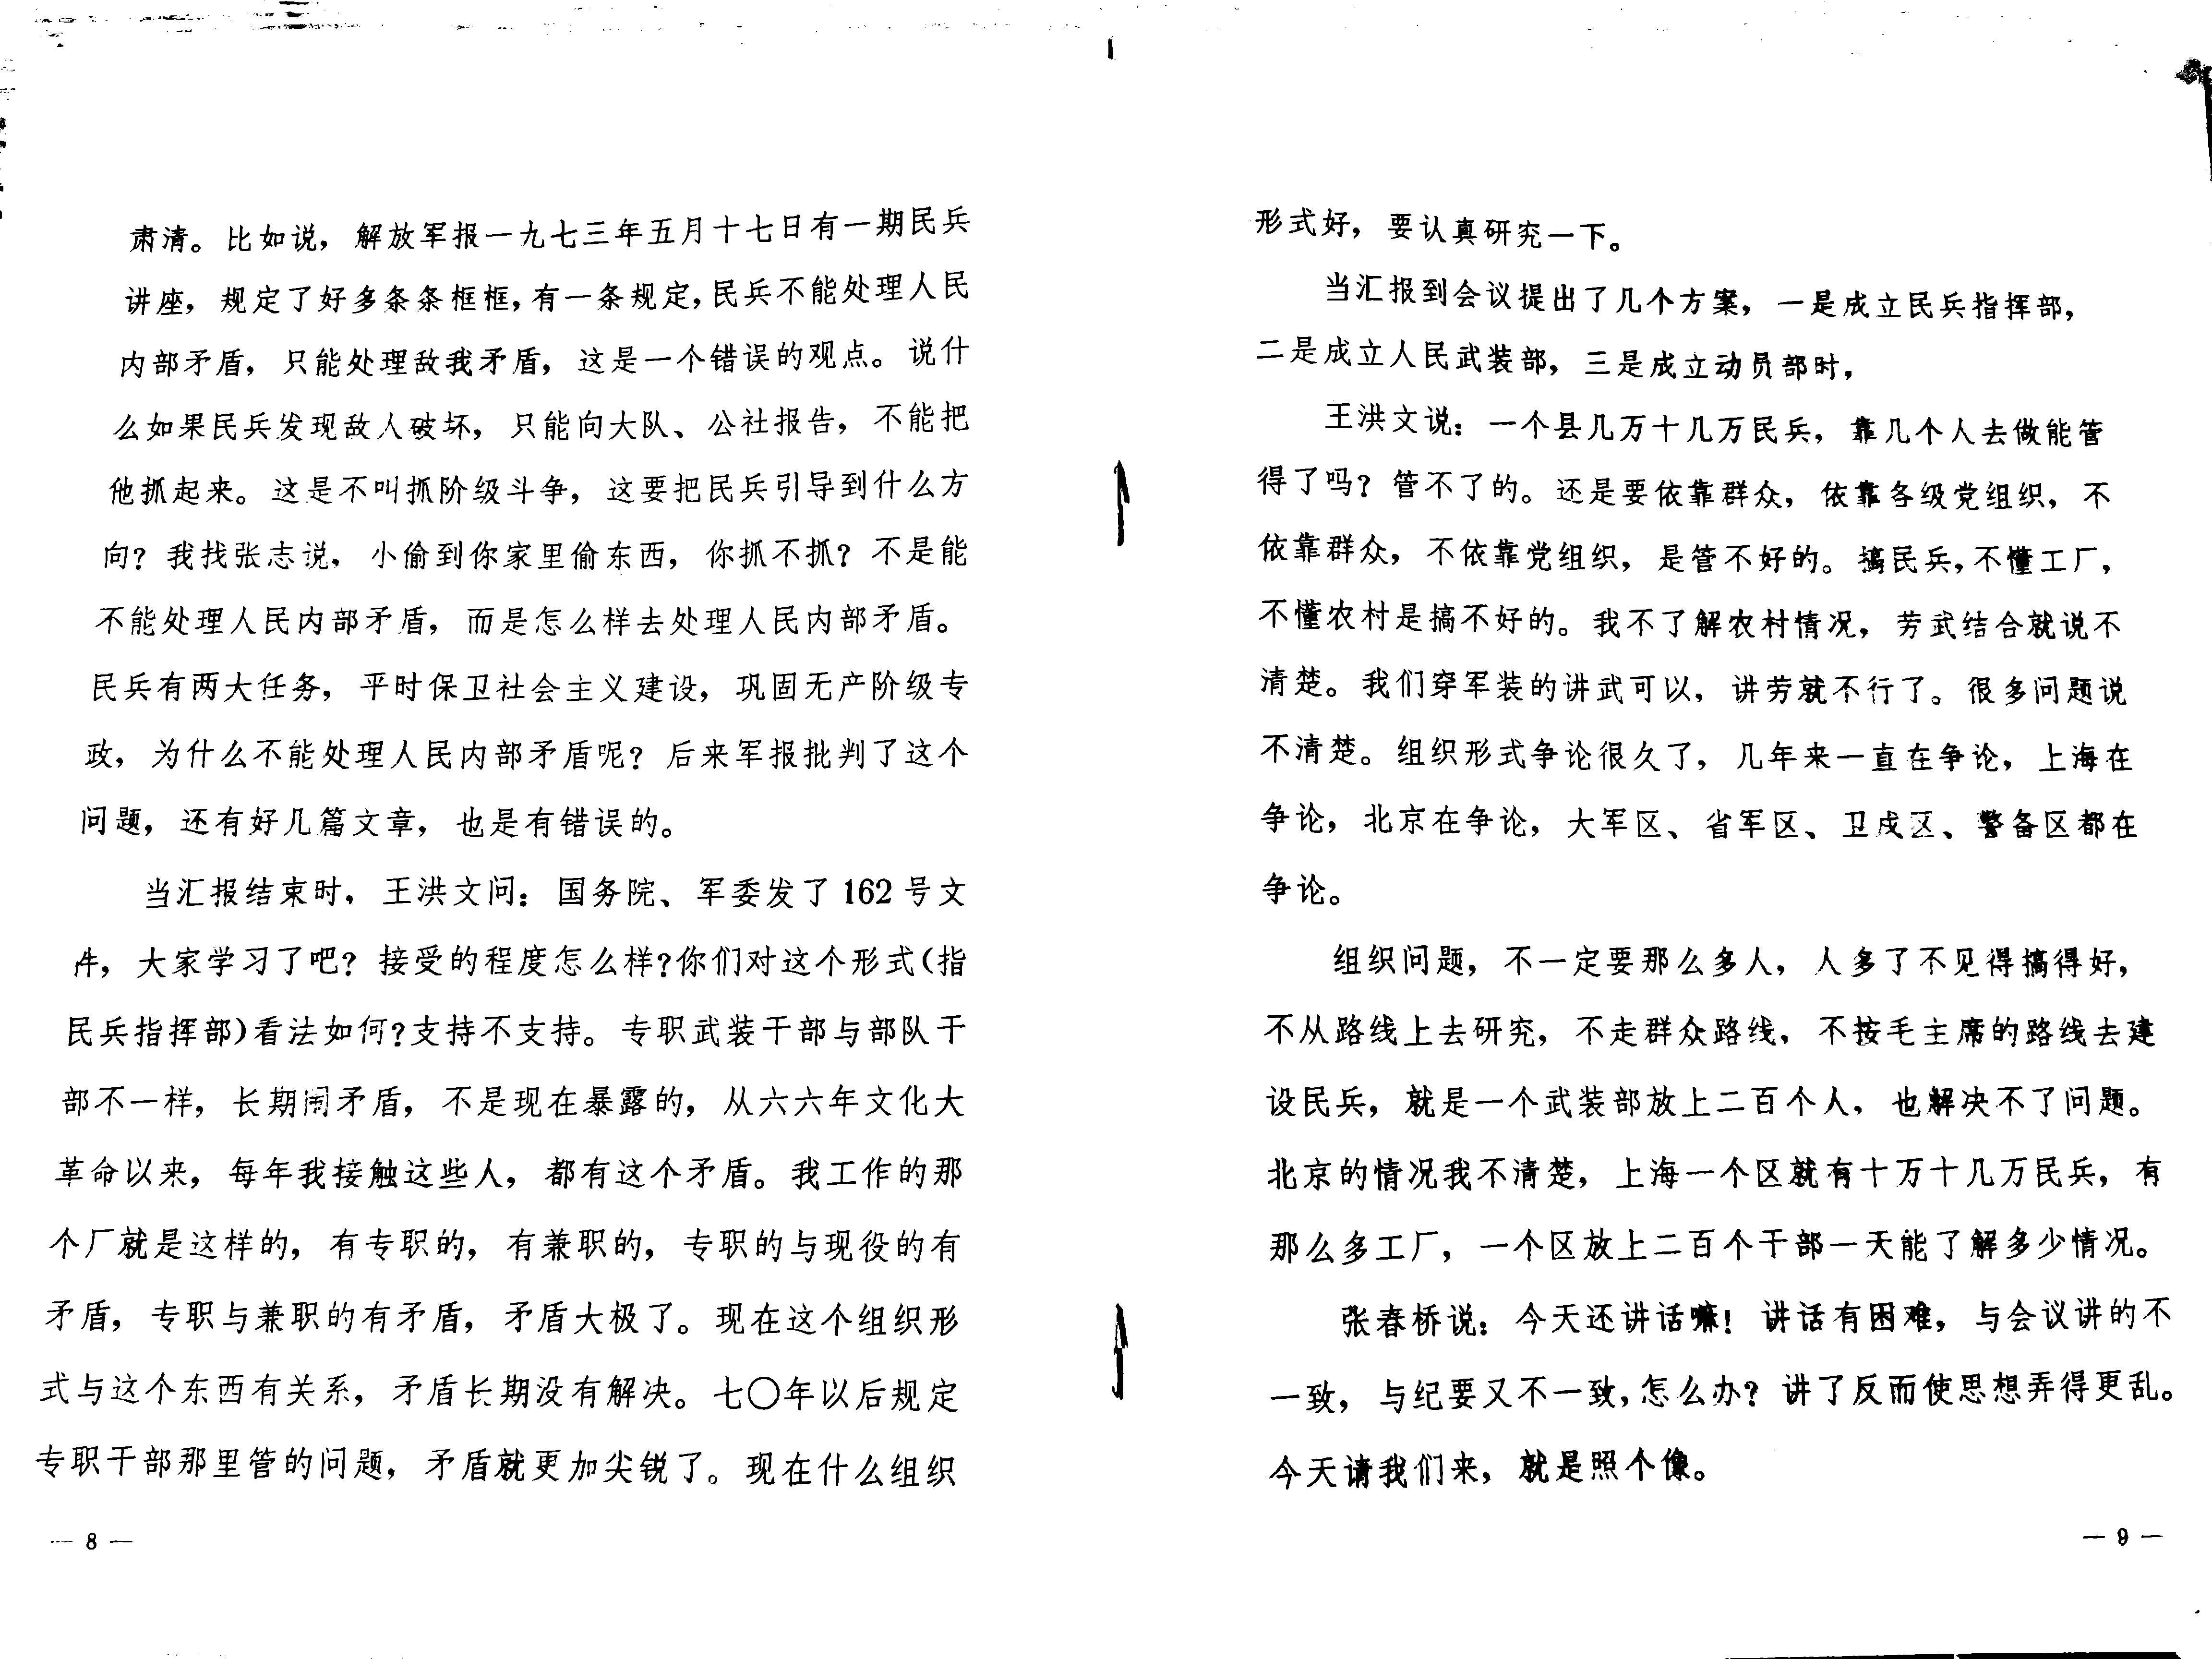 肃清。比如说，解放军报一九七三年五月十七日有一期民兵
讲座，规定了好多条条框框，有一条规定，民兵不能处理人民
内部矛盾，只能处理敌我矛盾，这是一个错误的观点。说什
么如果民兵发现敌人破坏，只能向大队、公社报告，不能把
他抓起来。这是不叫抓阶级斗争，这要把民兵引导到什么方
向？我找张志说，小偷到你家里偷东西，你抓不抓？不是能
不能处理人民内部矛盾，而是怎么样去处理人民内部矛盾。
民兵有两大任务，平时保卫社会主义建设，巩固无产阶级专
政，为什么不能处理人民内部矛盾呢？后来军报批判了这个
问题，还有好几篇文章，也是有错误的。
当汇报结束时，王洪文问：国务院、军委发了162号文
件，大家学习了吧？接受的程度怎么样？你们对这个形式（指
民兵指挥部）看法如何？支持不支持。专职武装干部与部队干
部不一样，长期闹矛盾，不是现在暴露的，从六六年文化大
革命以来，每年我接触这些人，都有这个矛盾。我工作的那
个厂就是这样的，有专职的，有兼职的，专职的与现役的有
矛盾，专职与兼职的有矛盾，矛盾大极了。现在这个组织形
式与这个东西有关系，矛盾长期没有解决。七〇年以后规定
专职干部那里管的问题，矛盾就更加尖锐了。现在什么组织
— 8 —
形式好，要认真研究一下。
当汇报到会议提出了几个方案，一是成立民兵指挥部，
二是成立人民武装部，三是成立动员部时，
王洪文说：一个县几万十几万民兵，靠几个人去做能管
得了吗？管不了的。还是要依靠群众，依靠各级党组织，不
依靠群众，不依靠党组织，是管不好的。搞民兵，不懂工厂，
不懂农村是搞不好的。我不了解农村情况，劳武结合就说不
清楚。我们穿军装的讲武可以，讲劳就不行了。很多问题说
不清楚。组织形式争论很久了，几年来一直在争论，上海在
争论，北京在争论，大军区、省军区、卫戍区、警备区都在
争论。
组织问题，不一定要那么多人，人多了不见得搞得好，
不从路线上去研究，不走群众路线，不按毛主席的路线去建
设民兵，就是一个武装部放上二百个人，也解决不了问题。
北京的情况我不清楚，上海一个区就有十万十几万民兵，有
那么多工厂，一个区放上二百个干部一天能了解多少情况。
张春桥说：今天还讲话嘛！讲话有困难，与会议讲的不
一致，与纪要又不一致，怎么办？讲了反而使思想弄得更乱。
今天请我们来，就是照个像。
— 9 —